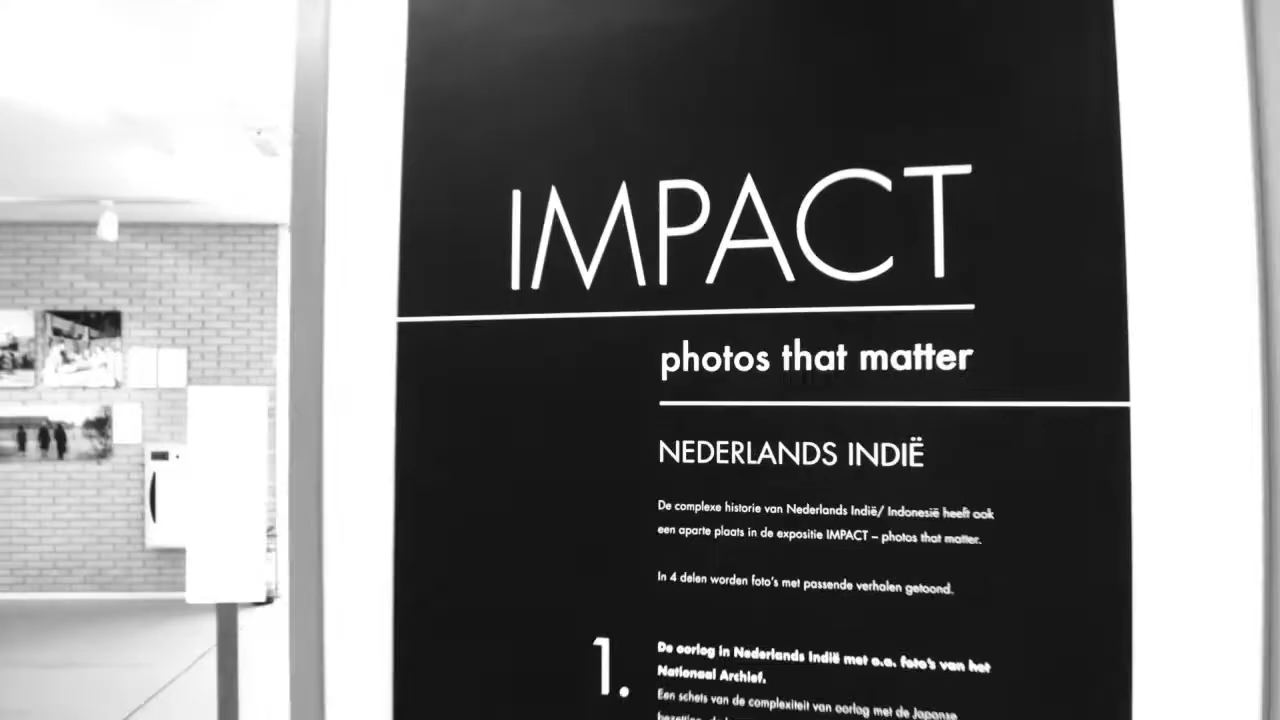 IMPACT
photos that matter
NEDERLANDS INDIË
De complexe historie van Nederlands Indië/ Indonesië heeft ook
een aparte plaats in de expositie IMPACT – photos that matter.
In 4 delen worden foto's met passende verhalen getoond.
1.
De oorlog in Nederlands Indië met o.a. foto's van het
Nationaal Archief.
Een schets van de complexiteit van oorlog met de Japanse